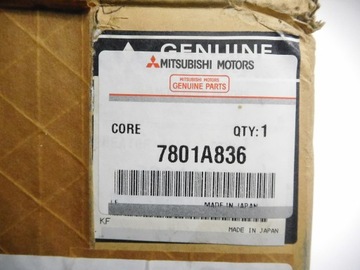 GENUINE
MITSUBISHI MOTORS
MITSUBISHI MOTORS
GENUINE PARTS
CORE QTY:1
7801A836
MADE IN JAPAN
KF
MADE IN JAPAN